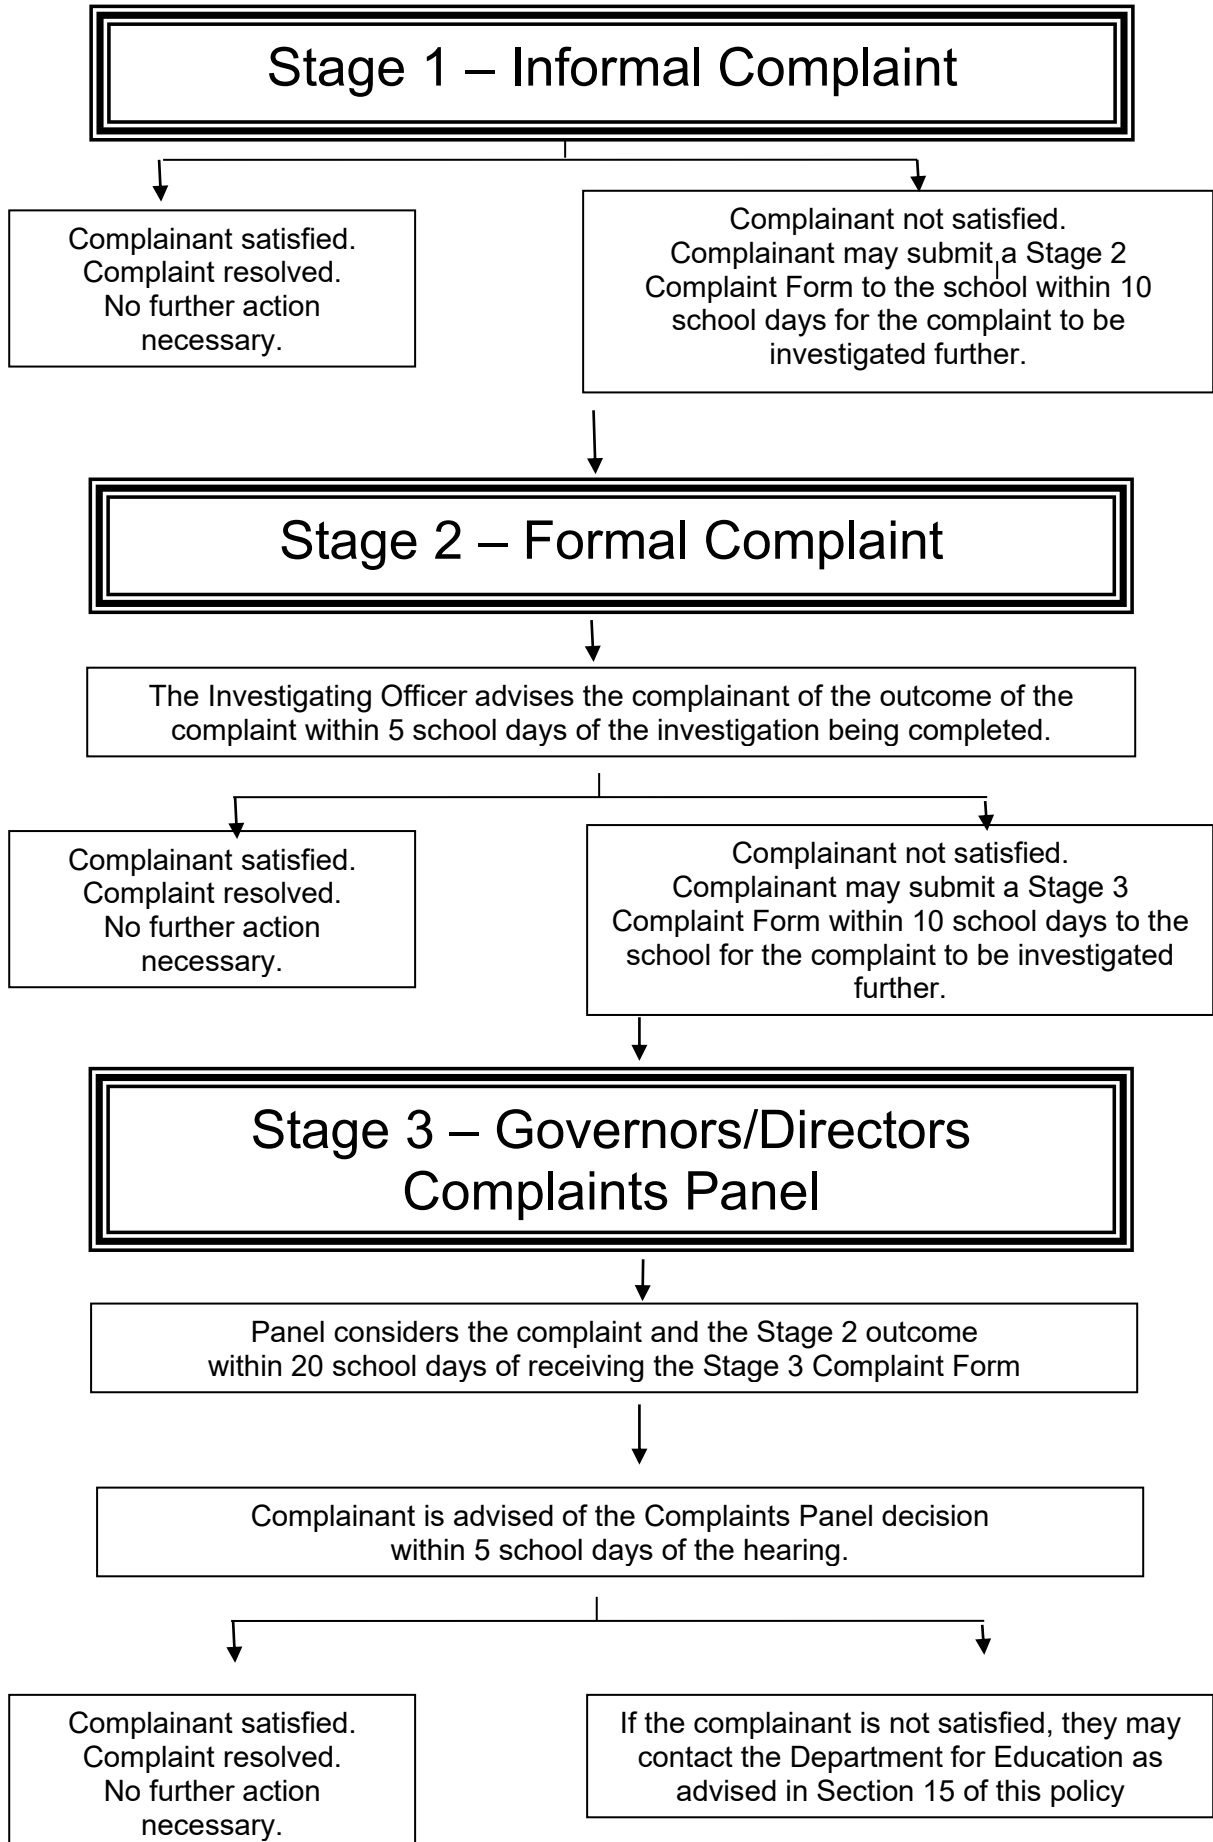 Stage 1 – Informal Complaint
Complainant satisfied.
Complaint resolved.
No further action
necessary.
Complainant not satisfied.
Complainant may submit a Stage 2
Complaint Form to the school within 10
school days for the complaint to be
investigated further.
Stage 2 – Formal Complaint
The Investigating Officer advises the complainant of the outcome of the
complaint within 5 school days of the investigation being completed.
Complainant satisfied.
Complaint resolved.
No further action
necessary.
Complainant not satisfied.
Complainant may submit a Stage 3
Complaint Form within 10 school days to the
school for the complaint to be investigated
further.
Stage 3 – Governors/Directors
Complaints Panel
Panel considers the complaint and the Stage 2 outcome
within 20 school days of receiving the Stage 3 Complaint Form
Complainant is advised of the Complaints Panel decision
within 5 school days of the hearing.
Complainant satisfied.
Complaint resolved.
No further action
necessary.
If the complainant is not satisfied, they may
contact the Department for Education as
advised in Section 15 of this policy